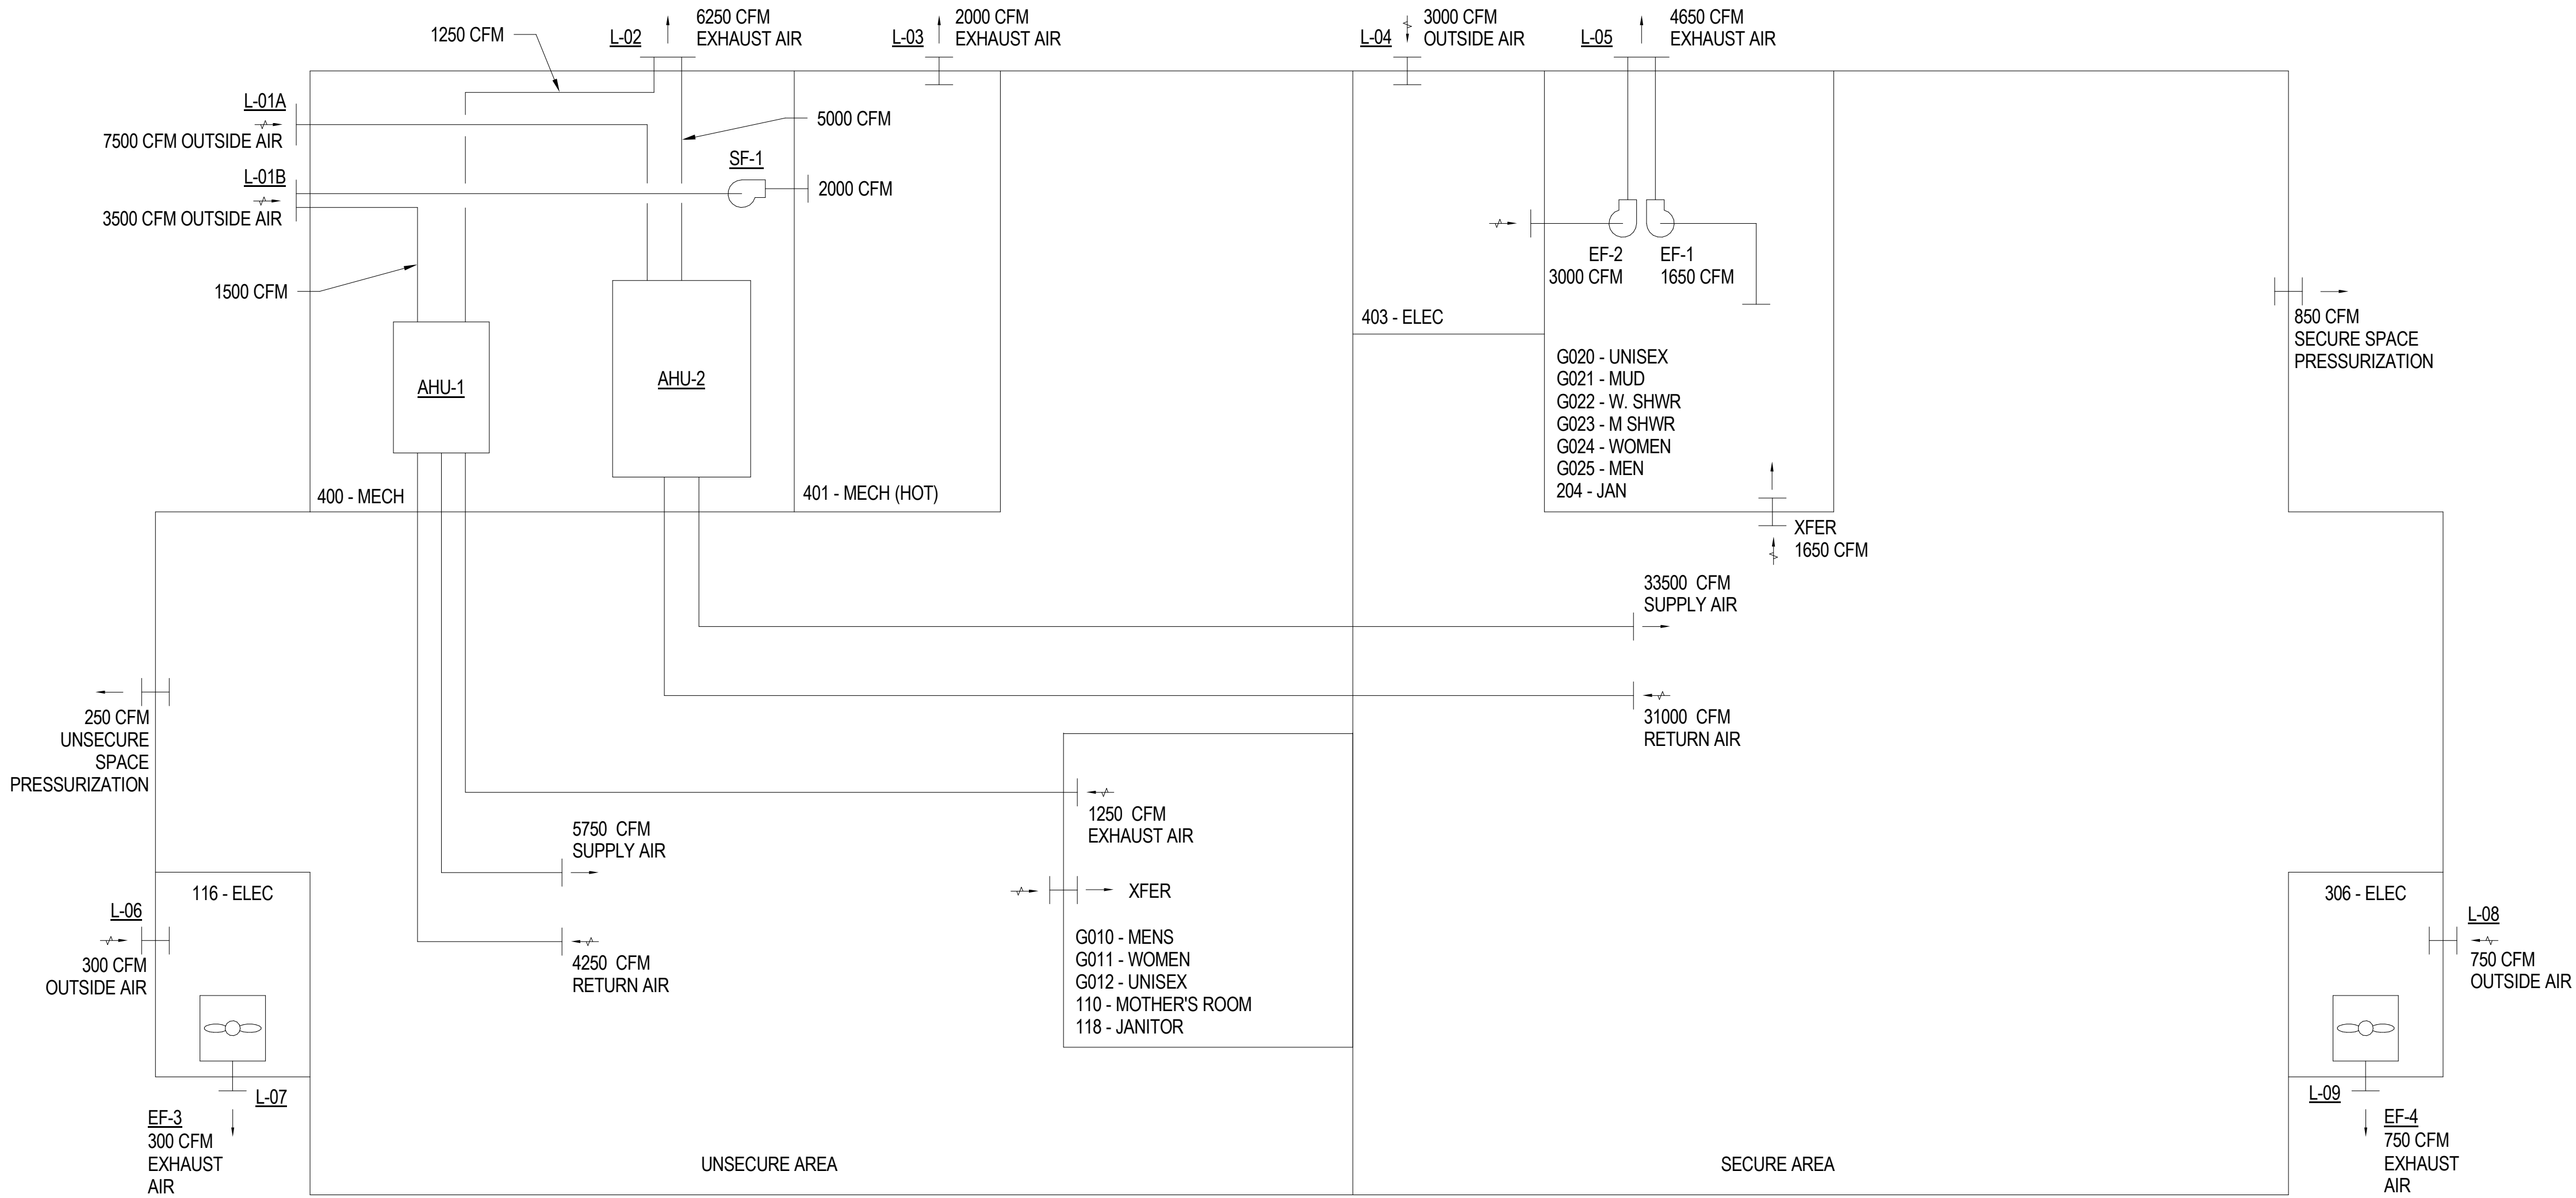 1250 CFM
L-02
6250 CFM
EXHAUST AIR
L-03
2000 CFM
EXHAUST AIR
L-04
3000 CFM
OUTSIDE AIR
L-05
4650 CFM
EXHAUST AIR
L-01A
7500 CFM OUTSIDE AIR
5000 CFM
L-01B
3500 CFM OUTSIDE AIR
SF-1
2000 CFM
1500 CFM
EF-2
3000 CFM
EF-1
1650 CFM
850 CFM
SECURE SPACE
PRESSURIZATION
AHU-1
AHU-2
403 - ELEC
G020 - UNISEX
G021 - MUD
G022 - W. SHWR
G023 - M SHWR
G024 - WOMEN
G025 - MEN
204 - JAN
400 - MECH
401 - MECH (HOT)
XFER
1650 CFM
33500 CFM
SUPPLY AIR
31000 CFM
RETURN AIR
250 CFM
UNSECURE
SPACE
PRESSURIZATION
1250 CFM
EXHAUST AIR
5750 CFM
SUPPLY AIR
XFER
4250 CFM
RETURN AIR
G010 - MENS
G011 - WOMEN
G012 - UNISEX
110 - MOTHER'S ROOM
118 - JANITOR
116 - ELEC
L-06
300 CFM
OUTSIDE AIR
L-07
EF-3
300 CFM
EXHAUST
AIR
306 - ELEC
L-08
750 CFM
OUTSIDE AIR
L-09
EF-4
750 CFM
EXHAUST
AIR
UNSECURE AREA
SECURE AREA